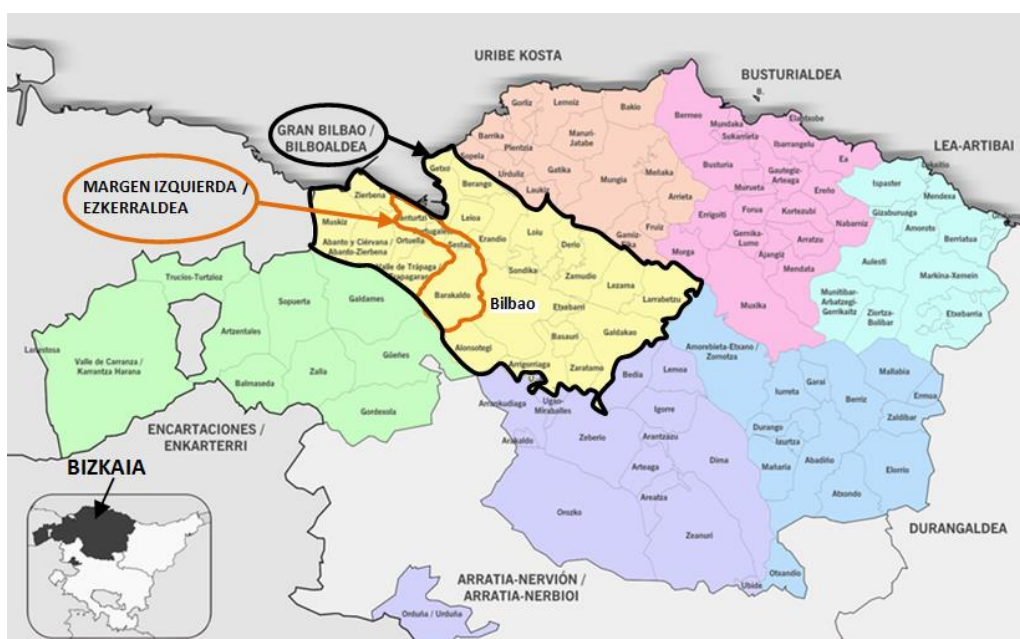 URIBE KOSTA
BUSTURIALDEA
B.
GRAN BILBAO /
BILBOALDEA
LEA-ARTIBAI
MARGEN IZQUIERDA /
EZKERRALDEA
Gorliz
Lemoiz
Bakio
Barrika
Plentzia
Maruri-
Jatabe
Sopela
Urduliz
Gatika
Meñaka
Mungia
Laukiz
Arrieta
Fruiz
Gamiz-
Fika
Bermeo
Mundaka
Elantxobe
Sukarrieta
Ibarrangelu
Busturia
Ea
Gautegiz-
Arteaga
Murueta
Ereño
Errigoiti
Forua
Kortezubi
Nabarniz
Gernika-
Lumo
Arratzu
Ajangiz
Morga
Mendata
Muxika
Lekeitio
Ispaster
Mendexa
Gizaburuaga
Amoroto
Berriatua
Aulesti
Markina-Xemein
Munitibar-
Arbatzegi-
Gerrikaitz
Ziortza-
Bolibar
Etxebarria
Getxo
Zierbena
Berango
Muskiz
Leioa
Loiu
Abanto y Ciérvana /
Abanto-Zierbena
Ortuella
Sestao
Erandio
Derio
Sondika
Zamudio
Valle de Trápaga /
Lezama
Barakaldo
Bilbao
Larrabetzu
Etxebarri
Basauri
Galdakao
Alonsotegi
Arrigorriaga
Zaratamo
Trucíos-Turtzioz
Sopuerta
Galdames
Artzentales
Valle de Carranza /
Karrantza Harana
Güeñes
Zalla
Balmaseda
Gordexola
ENCARTACIONES /
ENKARTERRI
Amorebieta-Etxano /
Zornotza
Bedia
Lemoa
Mallabia
Garai
Iurreta
Berriz
Ermua
Zaldibar
Durango
Izurtza
Abadiño
Mañaria
Elorrio
Atxondo
Otxandio
Arrankudiaga
Ugao-
Miraballes
Igorre
Arakaldo
Zeberio
Arantzazu
Dima
Arteaga
Areatza
Orozko
Zeanuri
Ubide
DURANGALDEA
ARRATIA-NERVIÓN /
ARRATIA-NERBIOI
Orduña / Urduña
BIZKAIA